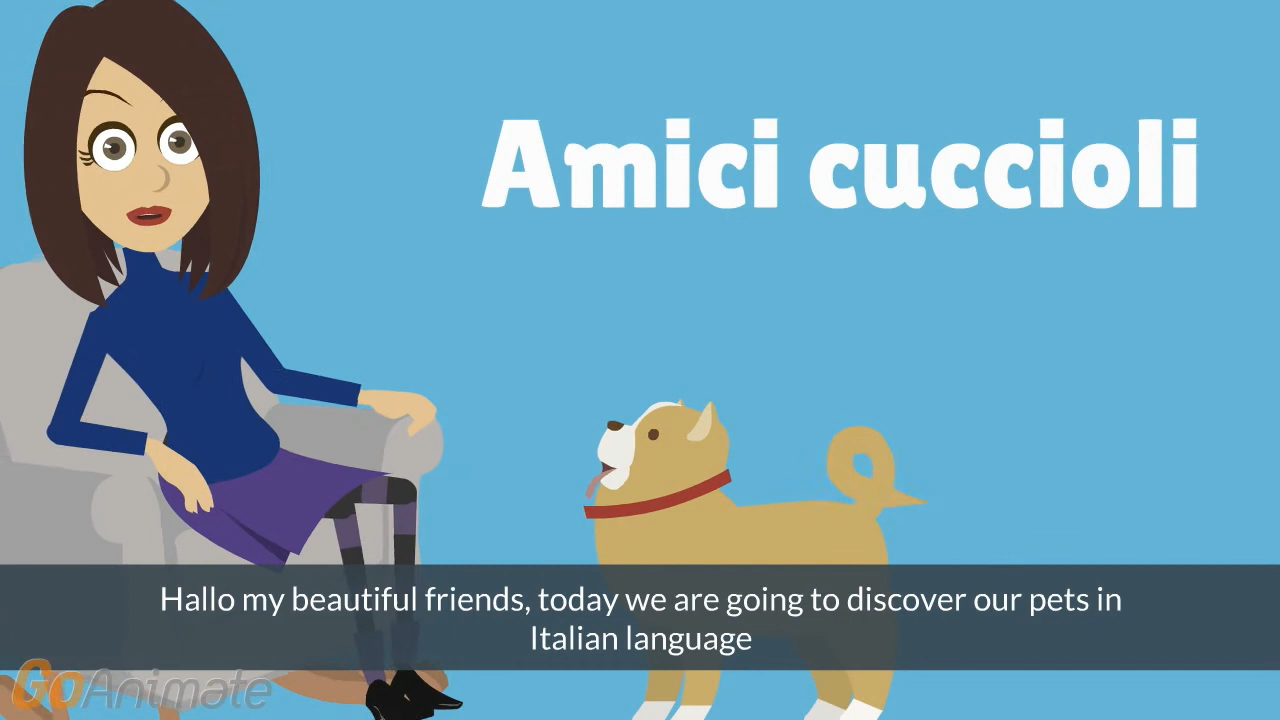 Amici cuccioli
Hallo my beautiful friends, today we are going to discover our pets in
Italian language
GoAnimate